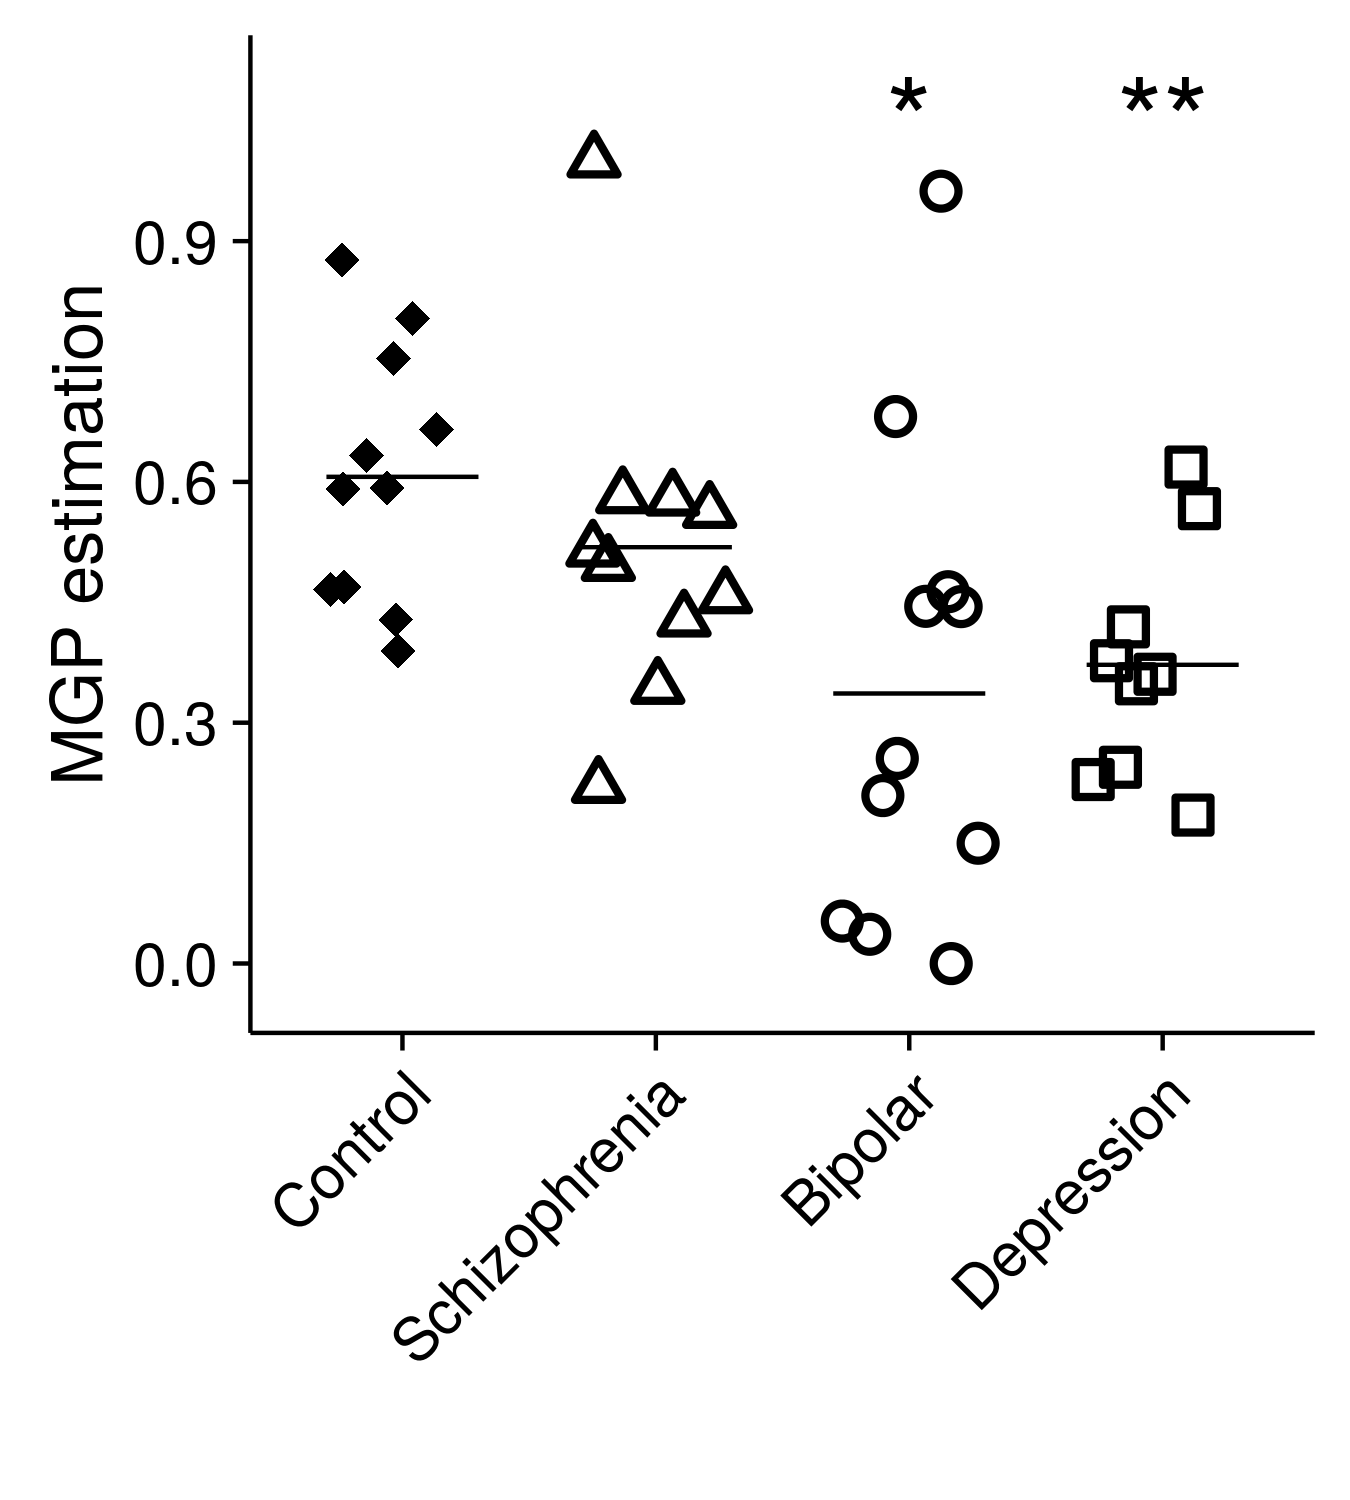 * **
MGP estimation
0.9
0.6
0.3
0.0
Control
Schizophrenia
Bipolar
Depression